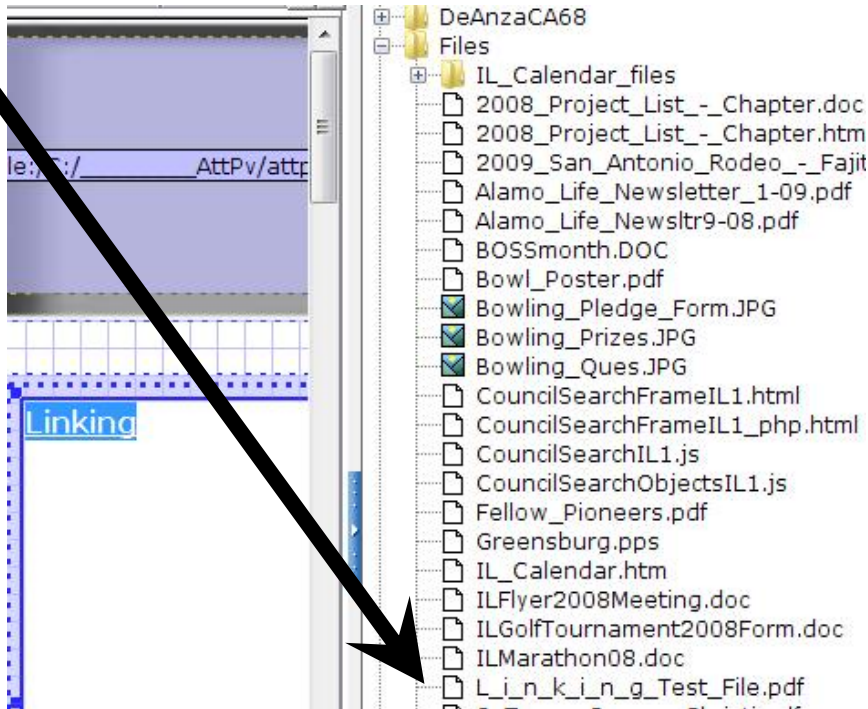 le:/C:/__________AttPv/attp
Linking
DeAnzaCA68
Files
IL_Calendar_files
2008_Project_List_-_Chapter.doc
2008_Project_List_-_Chapter.htm
2009_San_Antonio_Rodeo_-_Fajit
Alamo_Life_Newsletter_1-09.pdf
Alamo_Life_Newsltr9-08.pdf
BOSSmonth.DOC
Bowl_Poster.pdf
Bowling_Pledge_Form.JPG
Bowling_Prizes.JPG
Bowling_Ques.JPG
CouncilSearchFrameIL1.html
CouncilSearchFrameIL1_php.html
CouncilSearchIL1.js
CouncilSearchObjectsIL1.js
Fellow_Pioneers.pdf
Greensburg.pps
IL_Calendar.htm
ILFlyer2008Meeting.doc
ILGolfTournament2008Form.doc
ILMarathon08.doc
L_i_n_k_i_n_g_Test_File.pdf